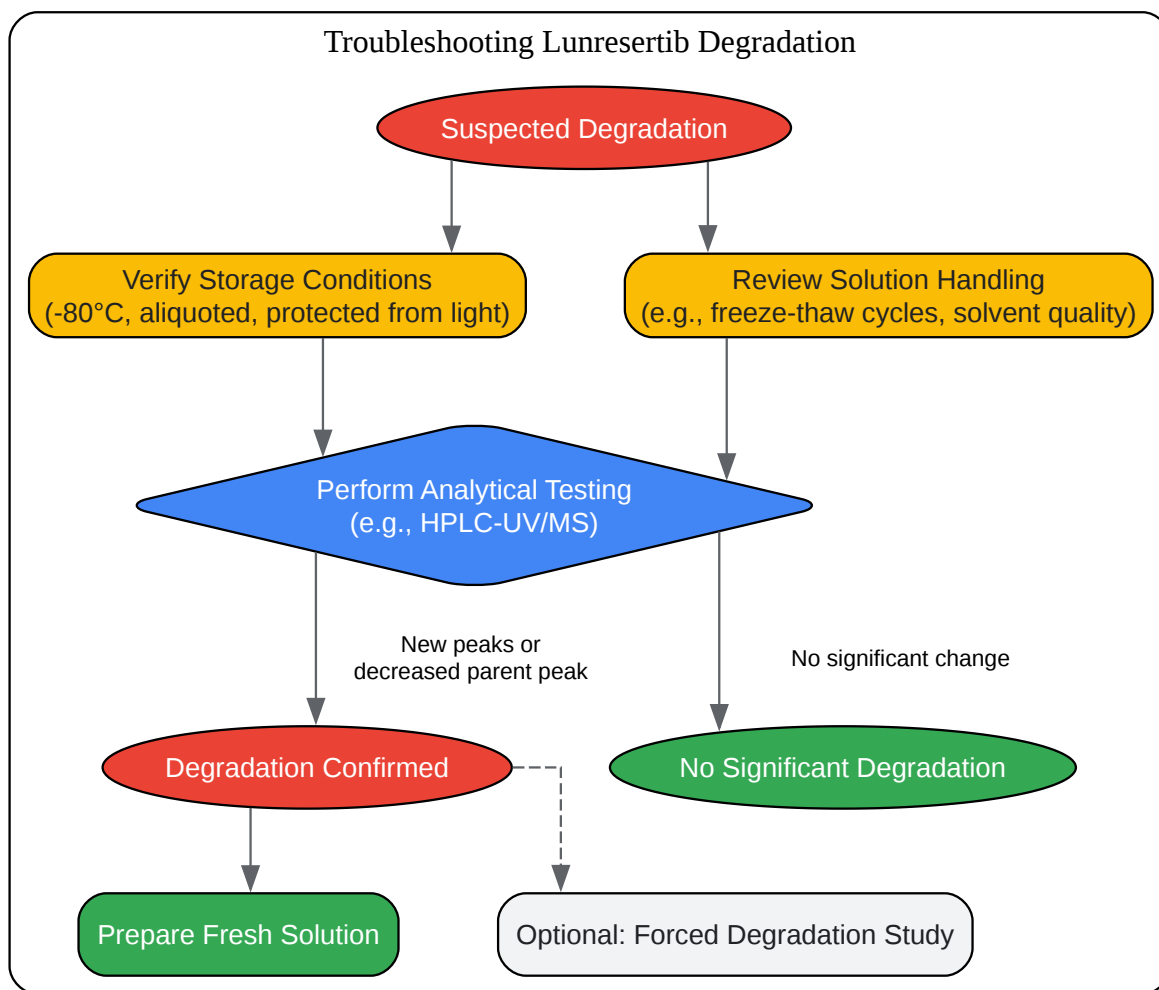 Troubleshooting Lunresertib Degradation
Suspected Degradation
Verify Storage Conditions
(-80°C, aliquoted, protected from light)
Review Solution Handling
(e.g., freeze-thaw cycles, solvent quality)
Perform Analytical Testing
(e.g., HPLC-UV/MS)
New peaks or
decreased parent peak
No significant change
Degradation Confirmed
No Significant Degradation
Prepare Fresh Solution
Optional: Forced Degradation Study